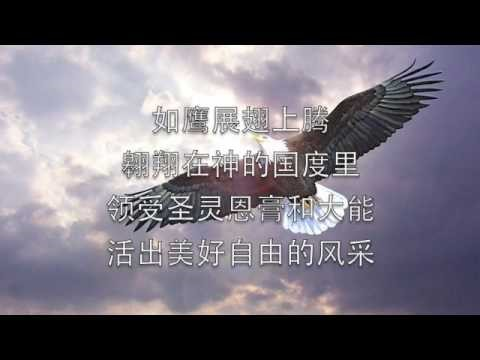 如鹰展翅上腾
翱翔在神的国度里
领受圣灵恩膏和大能
活出美好自由的风采